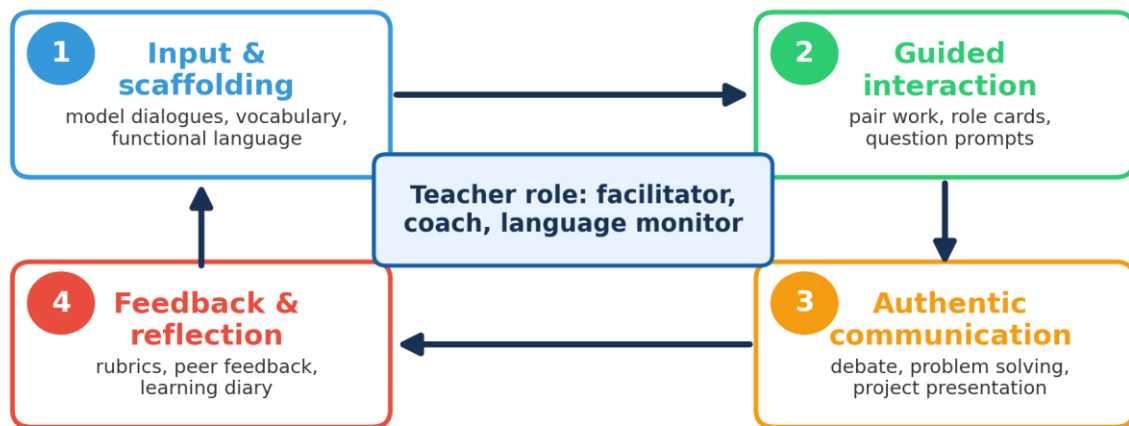 1
Input &
scaffolding
model dialogues, vocabulary,
functional language
2
Guided
interaction
pair work, role cards,
question prompts
Teacher role: facilitator,
coach, language monitor
3
Authentic
communication
debate, problem solving,
project presentation
4
Feedback &
reflection
rubrics, peer feedback,
learning diary